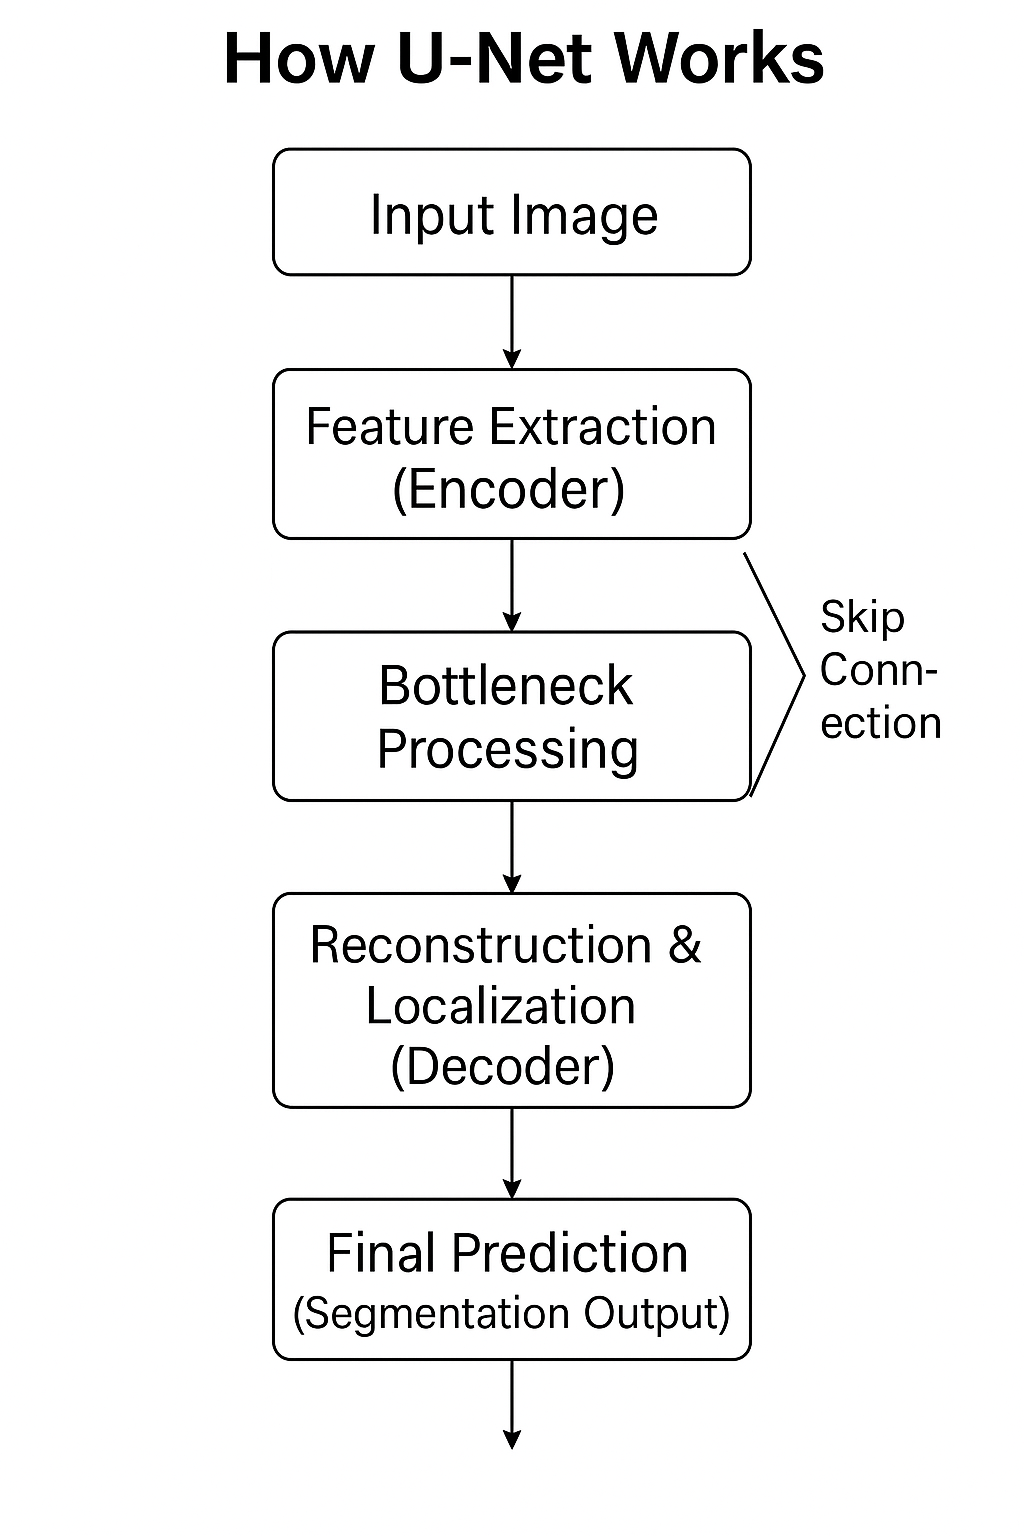 How U-Net Works
Input Image
Feature Extraction
(Encoder)
Skip
Conn-
ection
Bottleneck
Processing
Reconstruction &
Localization
(Decoder)
Final Prediction
(Segmentation Output)